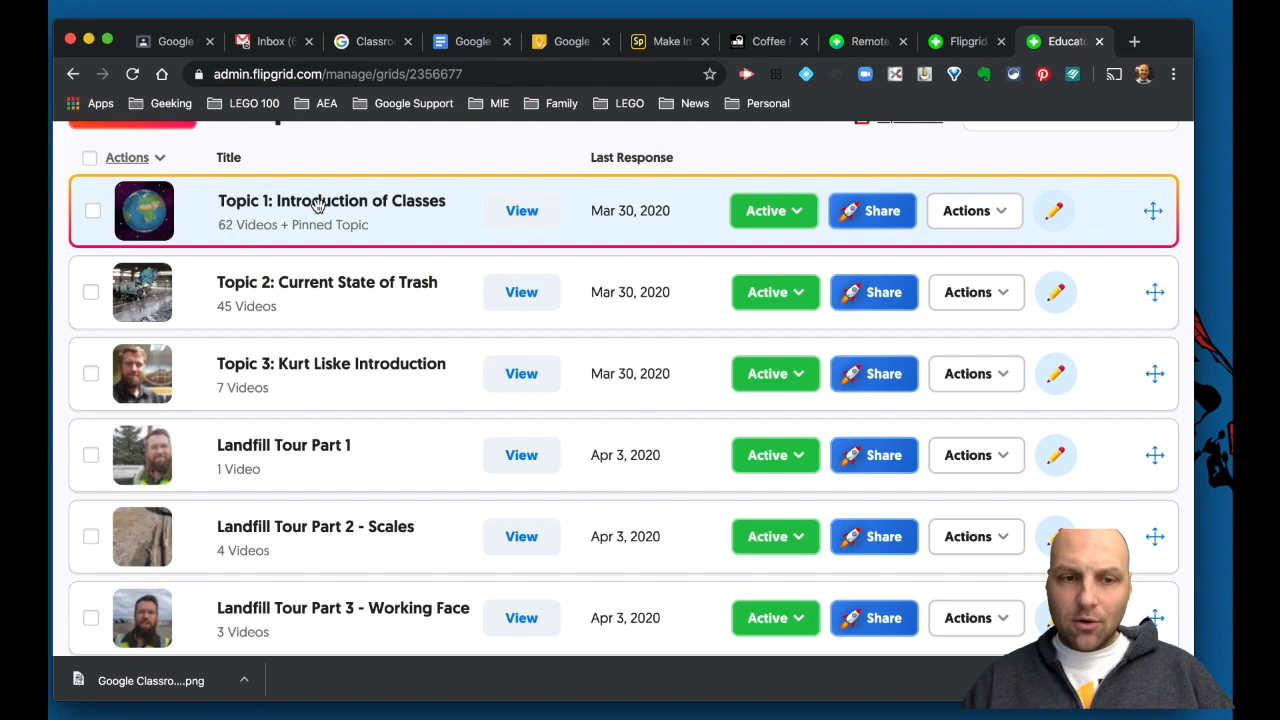 Google
Inbox (6
Classro
Google
Google
Sp Make In
Coffee
Remote
Flipgrid
Educato
admin.flipgrid.com/manage/grids/2356677
Apps Geeking LEGO 100 AEA Google Support MIE Family LEGO News Personal
Actions Title Last Response
Topic 1: Introduction of Classes
62 Videos + Pinned Topic
View Mar 30, 2020 Active Share Actions
Topic 2: Current State of Trash
45 Videos
View Mar 30, 2020 Active Share Actions
Topic 3: Kurt Liske Introduction
7 Videos
View Mar 30, 2020 Active Share Actions
Landfill Tour Part 1
1 Video
View Apr 3, 2020 Active Share Actions
Landfill Tour Part 2 - Scales
4 Videos
View Apr 3, 2020 Active Share Actions
Landfill Tour Part 3 - Working Face
3 Videos
View Apr 3, 2020 Active Share Actions
Google Classro....png